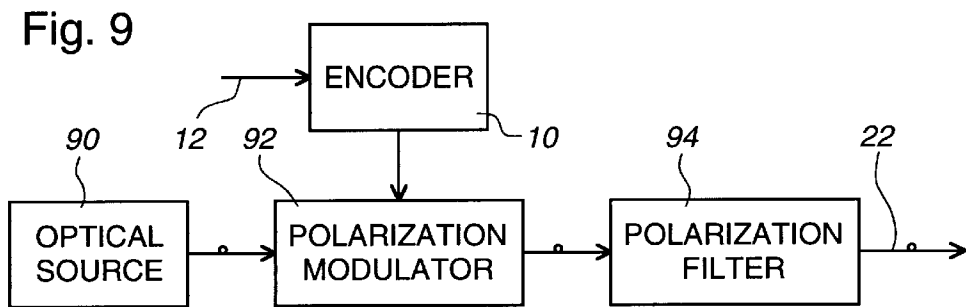 Fig. 9
ENCODER
12
10
90
92
94
22
OPTICAL
SOURCE
POLARIZATION
MODULATOR
POLARIZATION
FILTER